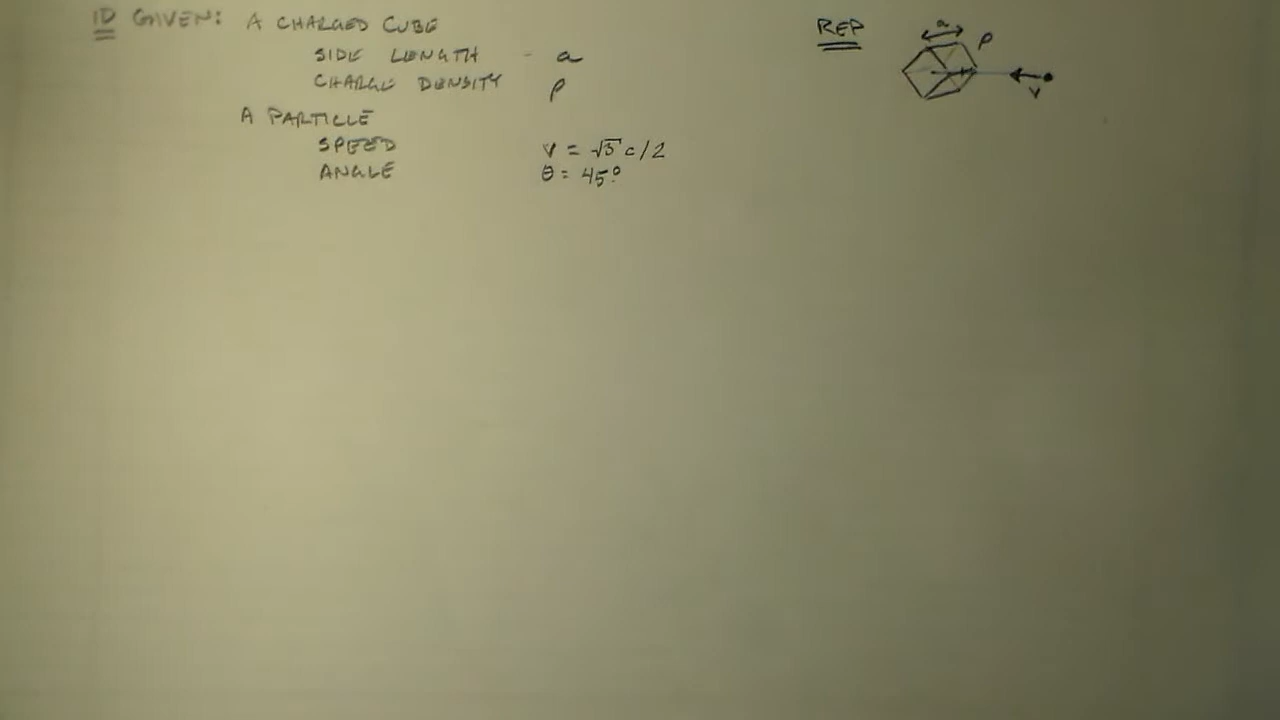 ID GIVEN: A CHARGED CUBE
SIDE LENGTH - a
CHARGE DENSITY ρ
A PARTICLE
SPEED v = √3 c/2
ANGLE θ = 45°
REP
a
ρ
v